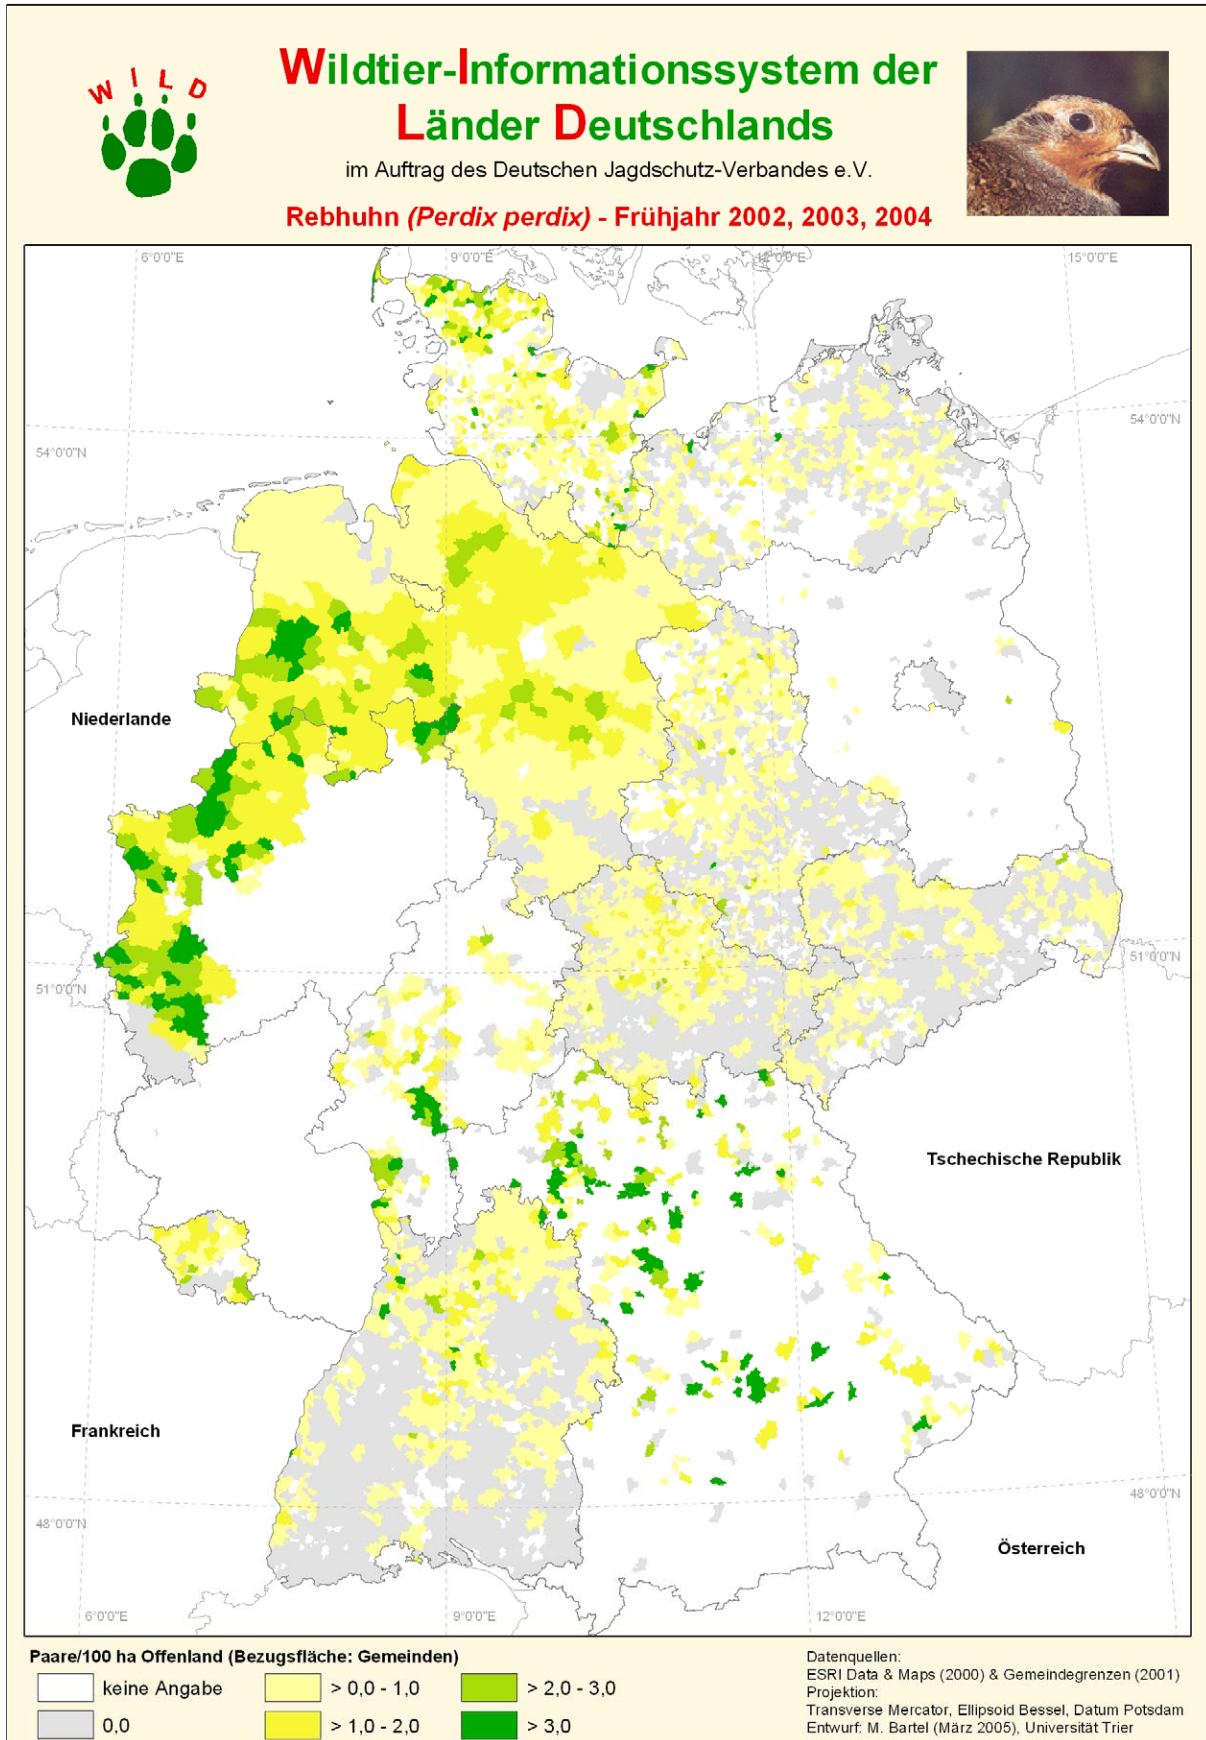 WILD
Wildtier-Informationssystem der
Länder Deutschlands
im Auftrag des Deutschen Jagdschutz-Verbandes e.V.
Rebhuhn (Perdix perdix) - Frühjahr 2002, 2003, 2004
6°0'0"E
9°0'0"E
12°0'0"E
15°0'0"E
54°0'0"N
54°0'0"N
Niederlande
51°0'0"N
51°0'0"N
Tschechische Republik
Frankreich
48°0'0"N
48°0'0"N
Österreich
6°0'0"E
9°0'0"E
12°0'0"E
Paare/100 ha Offenland (Bezugsfläche: Gemeinden)
keine Angabe
> 0,0 - 1,0
> 2,0 - 3,0
0,0
> 1,0 - 2,0
> 3,0
Datenquellen:
ESRI Data & Maps (2000) & Gemeindegrenzen (2001)
Projektion:
Transverse Mercator, Ellipsoid Bessel, Datum Potsdam
Entwurf: M. Bartel (März 2005), Universität Trier